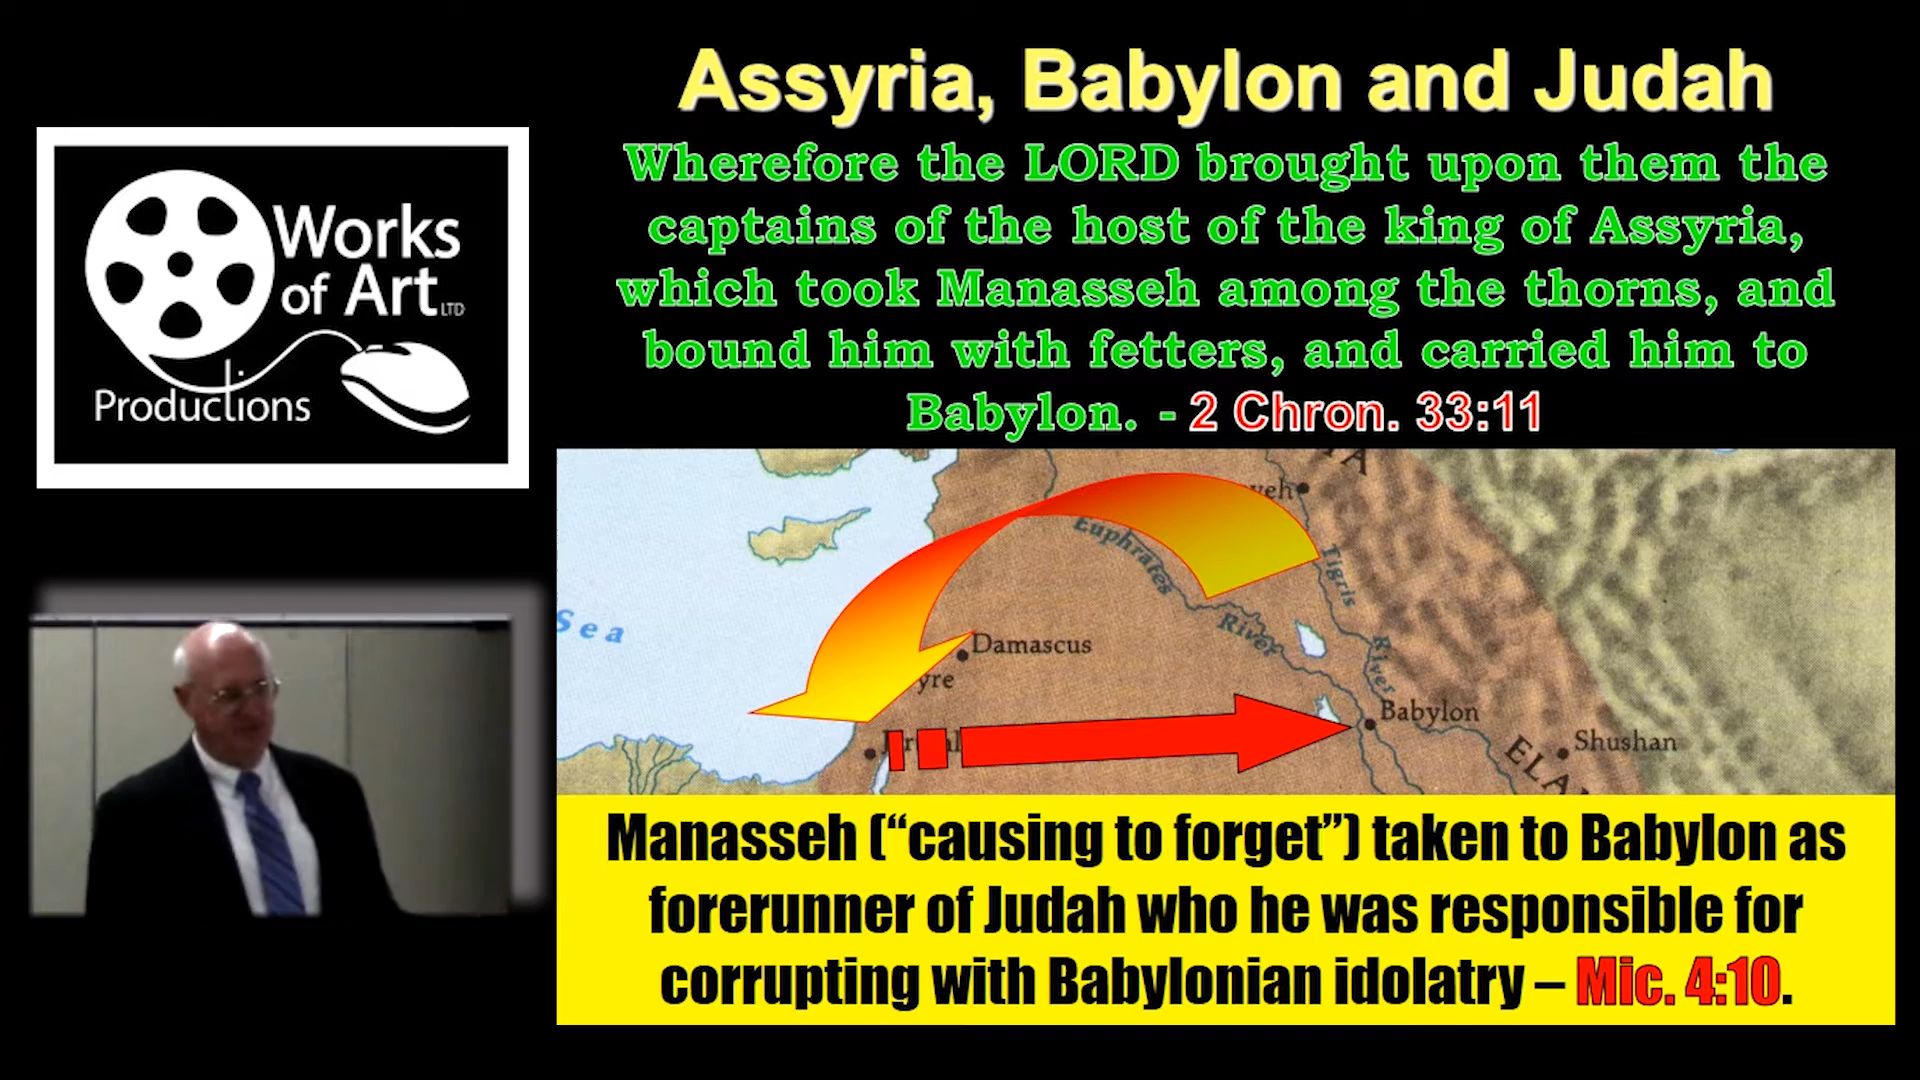 Assyria, Babylon and Judah
Wherefore the LORD brought upon them the
captains of the host of the king of Assyria,
which took Manasseh among the thorns, and
bound him with fetters, and carried him to
Babylon. - 2 Chron. 33:11
Works
of Art LTD
Productions
Euphrates
River
Tigris
River
Sea
Damascus
yre
Babylon
Shushan
ELA
Manasseh (“causing to forget”) taken to Babylon as
forerunner of Judah who he was responsible for
corrupting with Babylonian idolatry – Mic. 4:10.